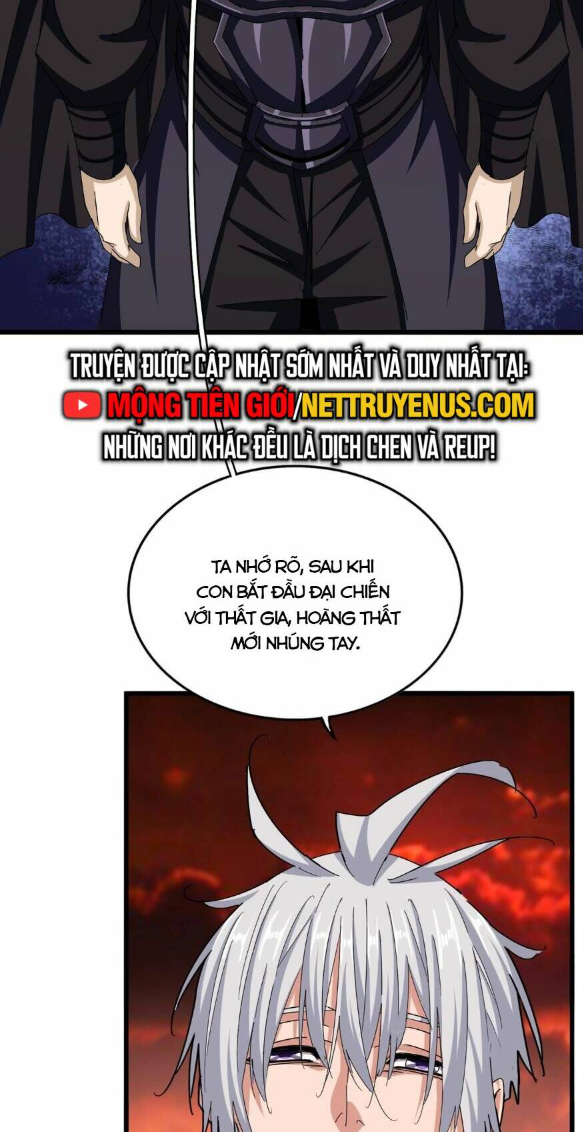 TRUYỆN ĐƯỢC CẬP NHẬT SỚM NHẤT VÀ DUY NHẤT TẠI:
MỘNG TIÊN GIỚI/NETTRUYENUS.COM
NHỮNG NƠI KHÁC ĐỀU LÀ DỊCH CHEN VÀ REUP!
TA NHỚ RÕ, SAU KHI
CON BẮT ĐẦU ĐẠI CHIẾN
VỚI THẤT GIA, HOÀNG THẤT
MỚI NHÚNG TAY.